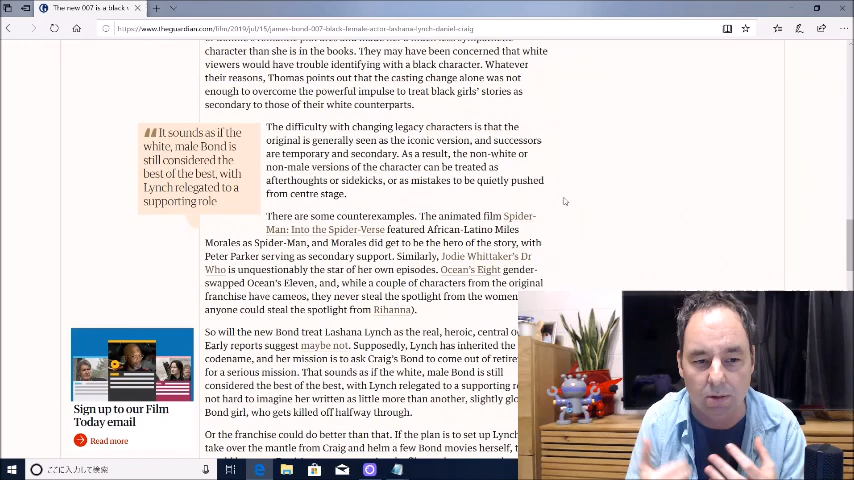 The new 007 is a black
https://www.theguardian.com/film/2019/jul/15/james-bond-007-black-female-actor-lashana-lynch-daniel-craig
character than she is in the books. They may have been concerned that white
viewers would have trouble identifying with a black character. Whatever
their reasons, Thomas points out that the casting change alone was not
enough to overcome the powerful impulse to treat black girls' stories as
secondary to those of their white counterparts.
It sounds as if the
white, male Bond is
still considered the
best of the best, with
Lynch relegated to a
supporting role
The difficulty with changing legacy characters is that the
original is generally seen as the iconic version, and successors
are temporary and secondary. As a result, the non-white or
non-male versions of the character can be treated as
afterthoughts or sidekicks, or as mistakes to be quietly pushed
from centre stage.
There are some counterexamples. The animated film Spider-
Man: Into the Spider-Verse featured African-Latino Miles
Morales as Spider-Man, and Morales did get to be the hero of the story, with
Peter Parker serving as secondary support. Similarly, Jodie Whittaker's Dr
Who is unquestionably the star of her own episodes. Ocean's Eight gender-
swapped Ocean's Eleven, and, while a couple of characters from the original
franchise have cameos, they never steal the spotlight from the women
anyone could steal the spotlight from Rihanna).
So will the new Bond treat Lashana Lynch as the real, heroic, central
Early reports suggest maybe not. Supposedly, Lynch has inherited the
codename, and her mission is to ask Craig's Bond to come out of
for a serious mission. That sounds as if the white, male Bond is still
considered the best of the best, with Lynch relegated to a supporting
not hard to imagine her written as little more than another, slightly
Bond girl, who gets killed off halfway through.
Or the franchise could do better than that. If the plan is to set up Lynch
take over the mantle from Craig and helm a few Bond movies herself,
Sign up to our Film
Today email
Read more
ここに入力して検索